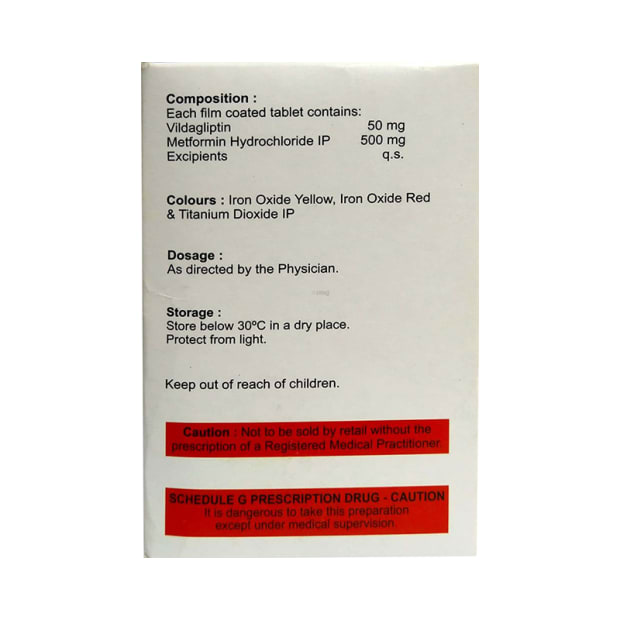 Composition :
Each film coated tablet contains:
Vildagliptin 50 mg
Metformin Hydrochloride IP 500 mg
Excipients q.s.
Colours : Iron Oxide Yellow, Iron Oxide Red
& Titanium Dioxide IP
Dosage :
As directed by the Physician.
Storage :
Store below 30ºC in a dry place.
Protect from light.
Keep out of reach of children.
Caution : Not to be sold by retail without the
prescription of a Registered Medical Practitioner.
SCHEDULE G PRESCRIPTION DRUG - CAUTION
It is dangerous to take this preparation
except under medical supervision.